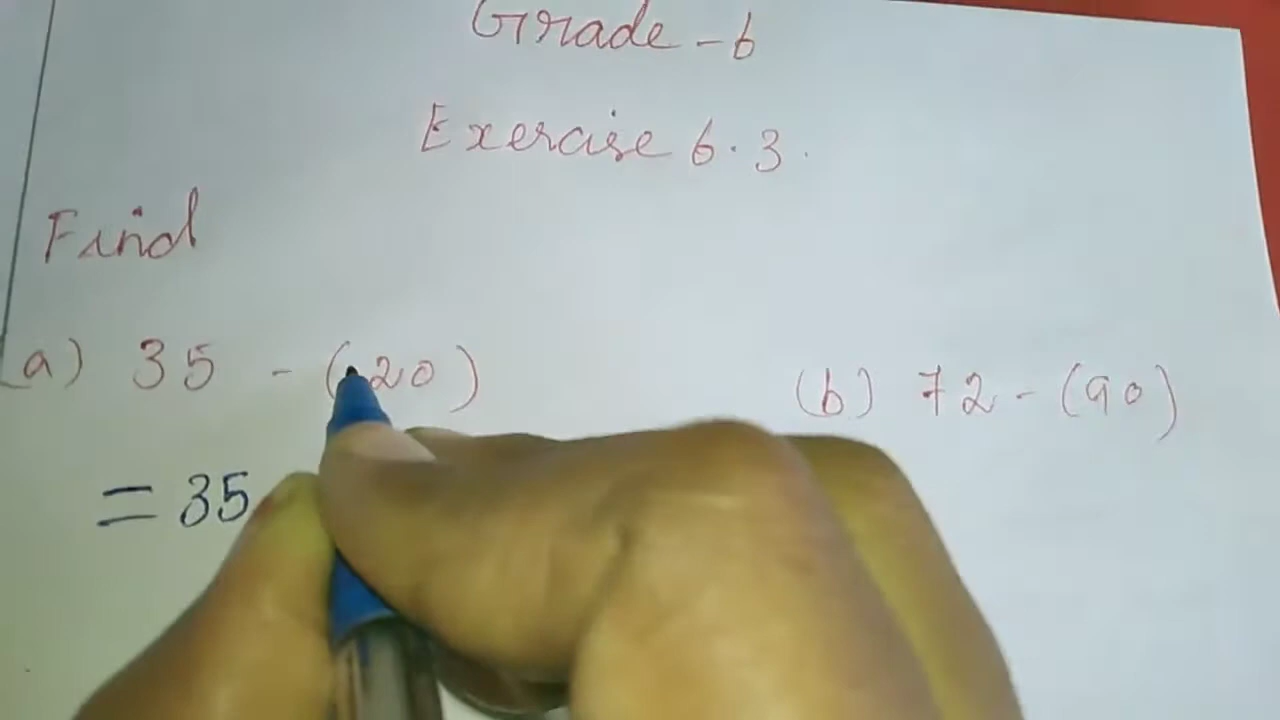 Grade - 6
Exercise 6.3.
Find
(a) 35 - (20)
(b) 72 - (90)
= 35